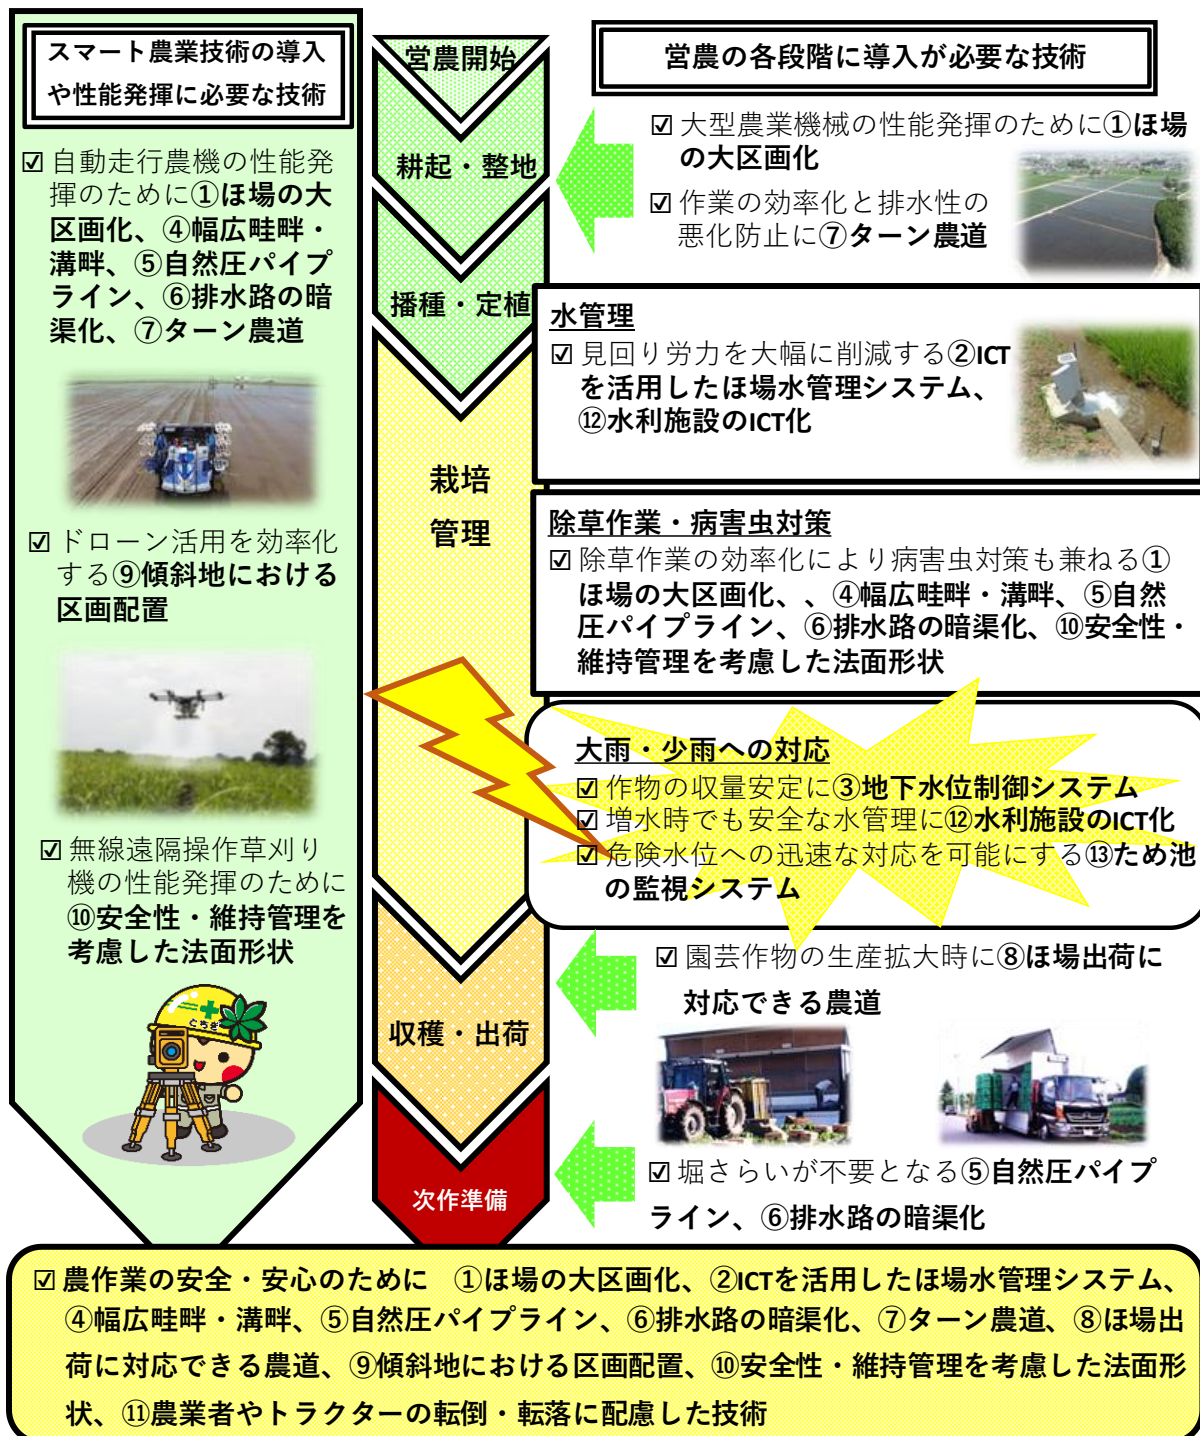 スマート農業技術の導入
や性能発揮に必要な技術
☑ 自動走行農機の性能発
揮のために①ほ場の大
区画化、④幅広畦畔・
溝畔、⑤自然圧パイプ
ライン、⑥排水路の暗
渠化、⑦ターン農道
☑ ドローン活用を効率化
する⑨傾斜地における
区画配置
☑ 無線遠隔操作草刈り
機の性能発揮のために
⑩安全性・維持管理を
考慮した法面形状
とちぎ
営農開始
耕起・整地
播種・定植
栽培
管理
収穫・出荷
次作準備
営農の各段階に導入が必要な技術
☑ 大型農業機械の性能発揮のために①ほ場
の大区画化
☑ 作業の効率化と排水性の
悪化防止に⑦ターン農道
水管理
☑ 見回り労力を大幅に削減する②ICT
を活用したほ場水管理システム、
⑫水利施設のICT化
除草作業・病害虫対策
☑ 除草作業の効率化により病害虫対策も兼ねる①
ほ場の大区画化、、④幅広畦畔・溝畔、⑤自然
圧パイプライン、⑥排水路の暗渠化、⑩安全性・
維持管理を考慮した法面形状
大雨・少雨への対応
☑ 作物の収量安定に③地下水位制御システム
☑ 増水時でも安全な水管理に⑫水利施設のICT化
☑ 危険水位への迅速な対応を可能にする⑬ため池
の監視システム
☑ 園芸作物の生産拡大時に⑧ほ場出荷に
対応できる農道
☑ 堀さらいが不要となる⑤自然圧パイプ
ライン、⑥排水路の暗渠化
☑ 農作業の安全・安心のために　①ほ場の大区画化、②ICTを活用したほ場水管理システム、
④幅広畦畔・溝畔、⑤自然圧パイプライン、⑥排水路の暗渠化、⑦ターン農道、⑧ほ場出
荷に対応できる農道、⑨傾斜地における区画配置、⑩安全性・維持管理を考慮した法面形
状、⑪農業者やトラクターの転倒・転落に配慮した技術